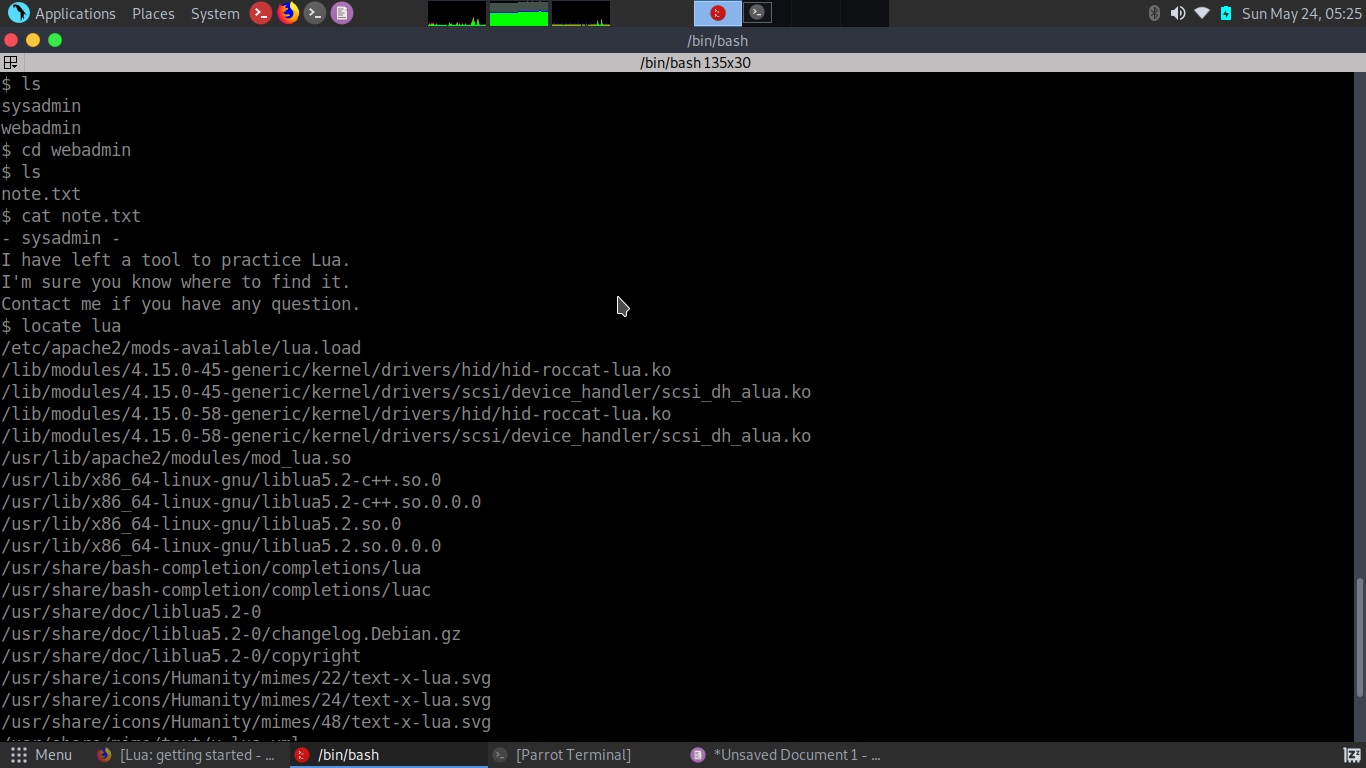 Applications Places System
Sun May 24, 05:25
/bin/bash
/bin/bash 135x30
$ ls
sysadmin
webadmin
$ cd webadmin
$ ls
note.txt
$ cat note.txt
- sysadmin -
I have left a tool to practice Lua.
I'm sure you know where to find it.
Contact me if you have any question.
$ locate lua
/etc/apache2/mods-available/lua.load
/lib/modules/4.15.0-45-generic/kernel/drivers/hid/hid-roccat-lua.ko
/lib/modules/4.15.0-45-generic/kernel/drivers/scsi/device_handler/scsi_dh_alua.ko
/lib/modules/4.15.0-58-generic/kernel/drivers/hid/hid-roccat-lua.ko
/lib/modules/4.15.0-58-generic/kernel/drivers/scsi/device_handler/scsi_dh_alua.ko
/usr/lib/apache2/modules/mod_lua.so
/usr/lib/x86_64-linux-gnu/liblua5.2-c++.so.0
/usr/lib/x86_64-linux-gnu/liblua5.2-c++.so.0.0.0
/usr/lib/x86_64-linux-gnu/liblua5.2.so.0
/usr/lib/x86_64-linux-gnu/liblua5.2.so.0.0.0
/usr/share/bash-completion/completions/lua
/usr/share/bash-completion/completions/luac
/usr/share/doc/liblua5.2-0
/usr/share/doc/liblua5.2-0/changelog.Debian.gz
/usr/share/doc/liblua5.2-0/copyright
/usr/share/icons/Humanity/mimes/22/text-x-lua.svg
/usr/share/icons/Humanity/mimes/24/text-x-lua.svg
/usr/share/icons/Humanity/mimes/48/text-x-lua.svg
Menu [Lua: getting started - ... /bin/bash [Parrot Terminal] *Unsaved Document 1 - ...